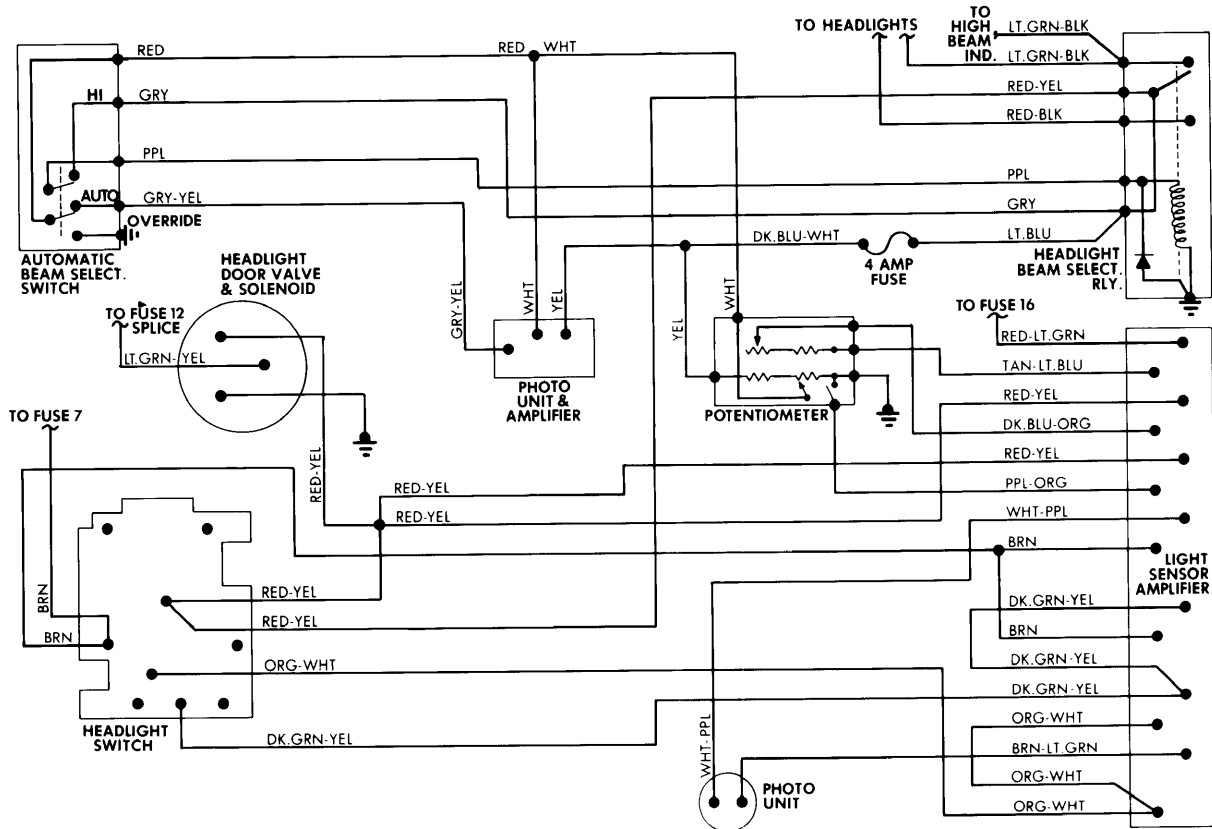 TO HEADLIGHTS
TO
HIGH
BEAM
IND.
LT.GRN-BLK
LT.GRN-BLK
RED-YEL
RED-BLK
PPL
GRY
LT.BLU
HEADLIGHT
BEAM SELECT.
RLY.
RED
RED
WHT
HI
GRY
PPL
AUTO
GRY-YEL
OVERRIDE
AUTOMATIC
BEAM SELECT.
SWITCH
DK.BLU-WHT
4 AMP
FUSE
HEADLIGHT
DOOR VALVE
& SOLENOID
TO FUSE 12
SPLICE
LT.GRN-YEL
GRY-YEL
WHT
YEL
PHOTO
UNIT &
AMPLIFIER
YEL
WHT
POTENTIOMETER
TO FUSE 16
RED-LT.GRN
TAN-LT.BLU
RED-YEL
DK.BLU-ORG
RED-YEL
PPL-ORG
WHT-PPL
BRN
LIGHT
SENSOR
AMPLIFIER
DK.GRN-YEL
BRN
DK.GRN-YEL
DK.GRN-YEL
ORG-WHT
BRN-LT.GRN
ORG-WHT
ORG-WHT
TO FUSE 7
RED-YEL
RED-YEL
RED-YEL
BRN
BRN
RED-YEL
RED-YEL
ORG-WHT
HEADLIGHT
SWITCH
DK.GRN-YEL
WHT-PPL
PHOTO
UNIT